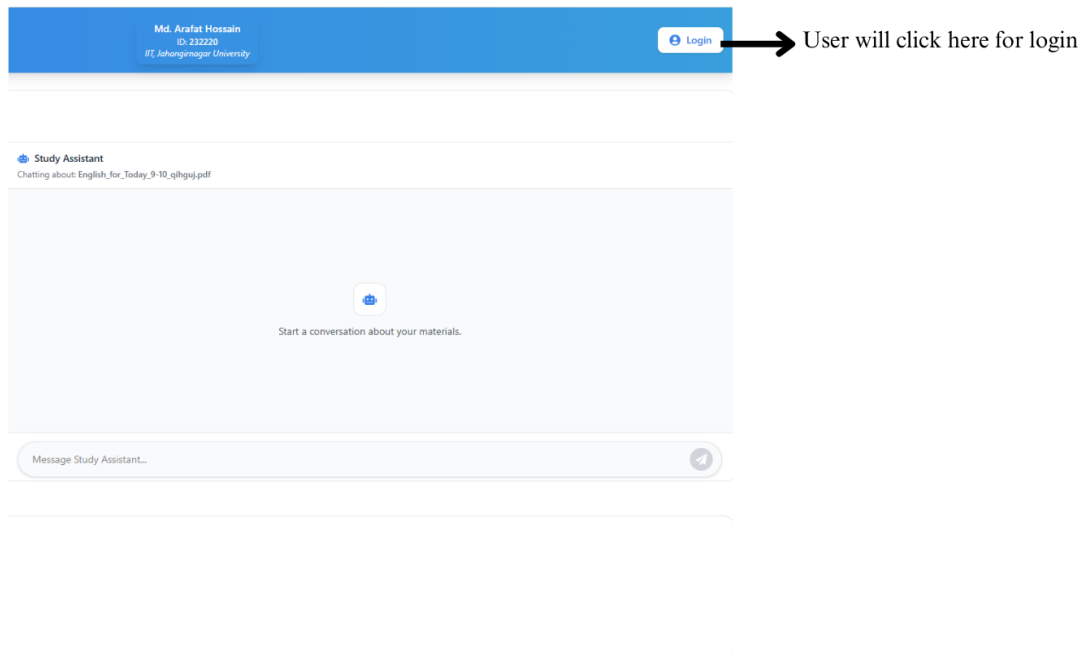 Md. Arafat Hossain
ID: 232220
IIT, Jahangirnagar University
Login
User will click here for login
Study Assistant
Chatting about: English_for_Today_9-10_qihguj.pdf
Start a conversation about your materials.
Message Study Assistant...